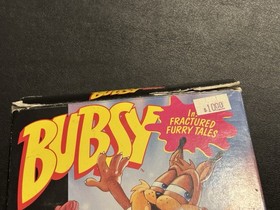 BUBSY
In
FRACTURED
FURRY TALES